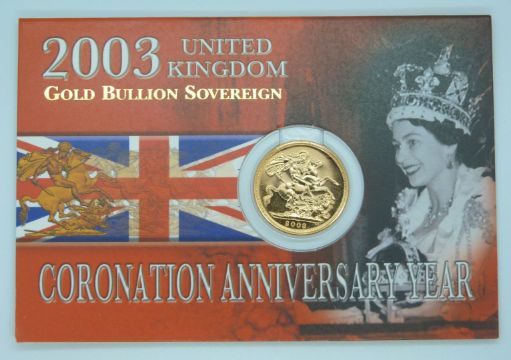 2003 UNITED
KINGDOM
GOLD BULLION SOVEREIGN
2003
CORONATION ANNIVERSARY YEAR